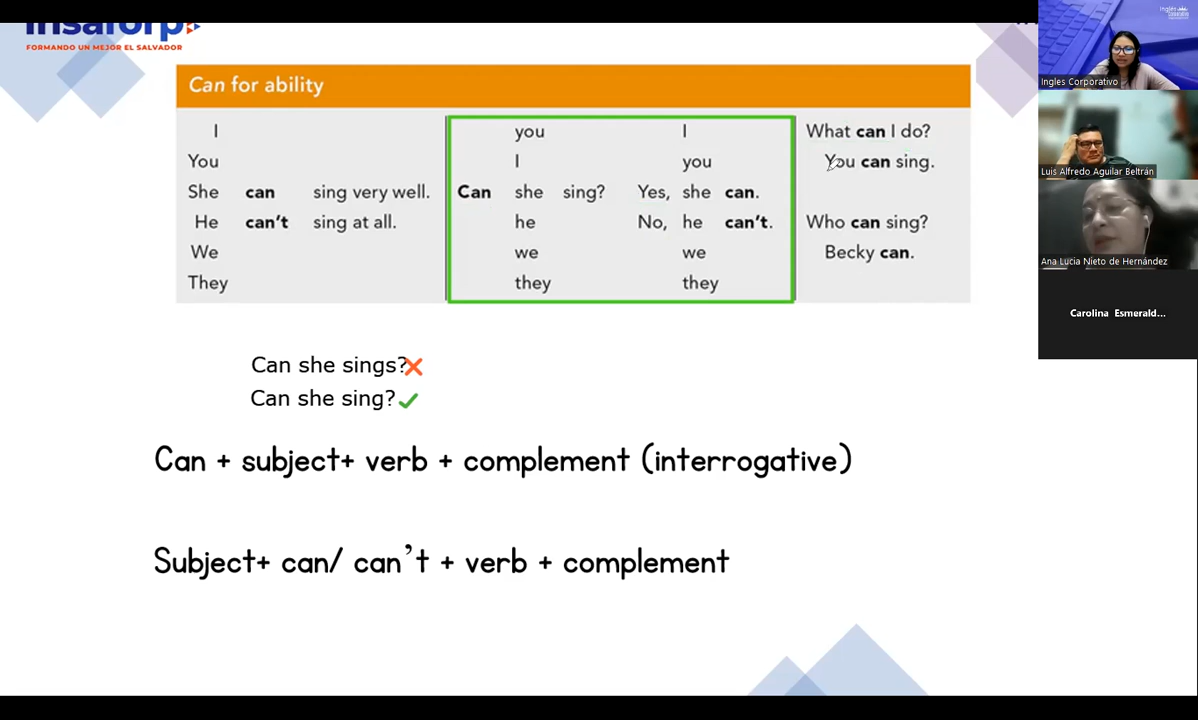 FORMANDO UN MEJOR EL SALVADOR
Can for ability
I you I What can I do?
You I you You can sing.
She can sing very well. Can she sing? Yes, she can.
He can't sing at all. he No, he can't. Who can sing?
We we we Becky can.
They they they
Can she sings?
Can she sing?
Can + subject+ verb + complement (interrogative)
Subject+ can/ can't + verb + complement
Ingles Corporativo
Luis Alfredo Aguilar Beltrán
Ana Lucia Nieto de Hernández
Carolina Esmerald...